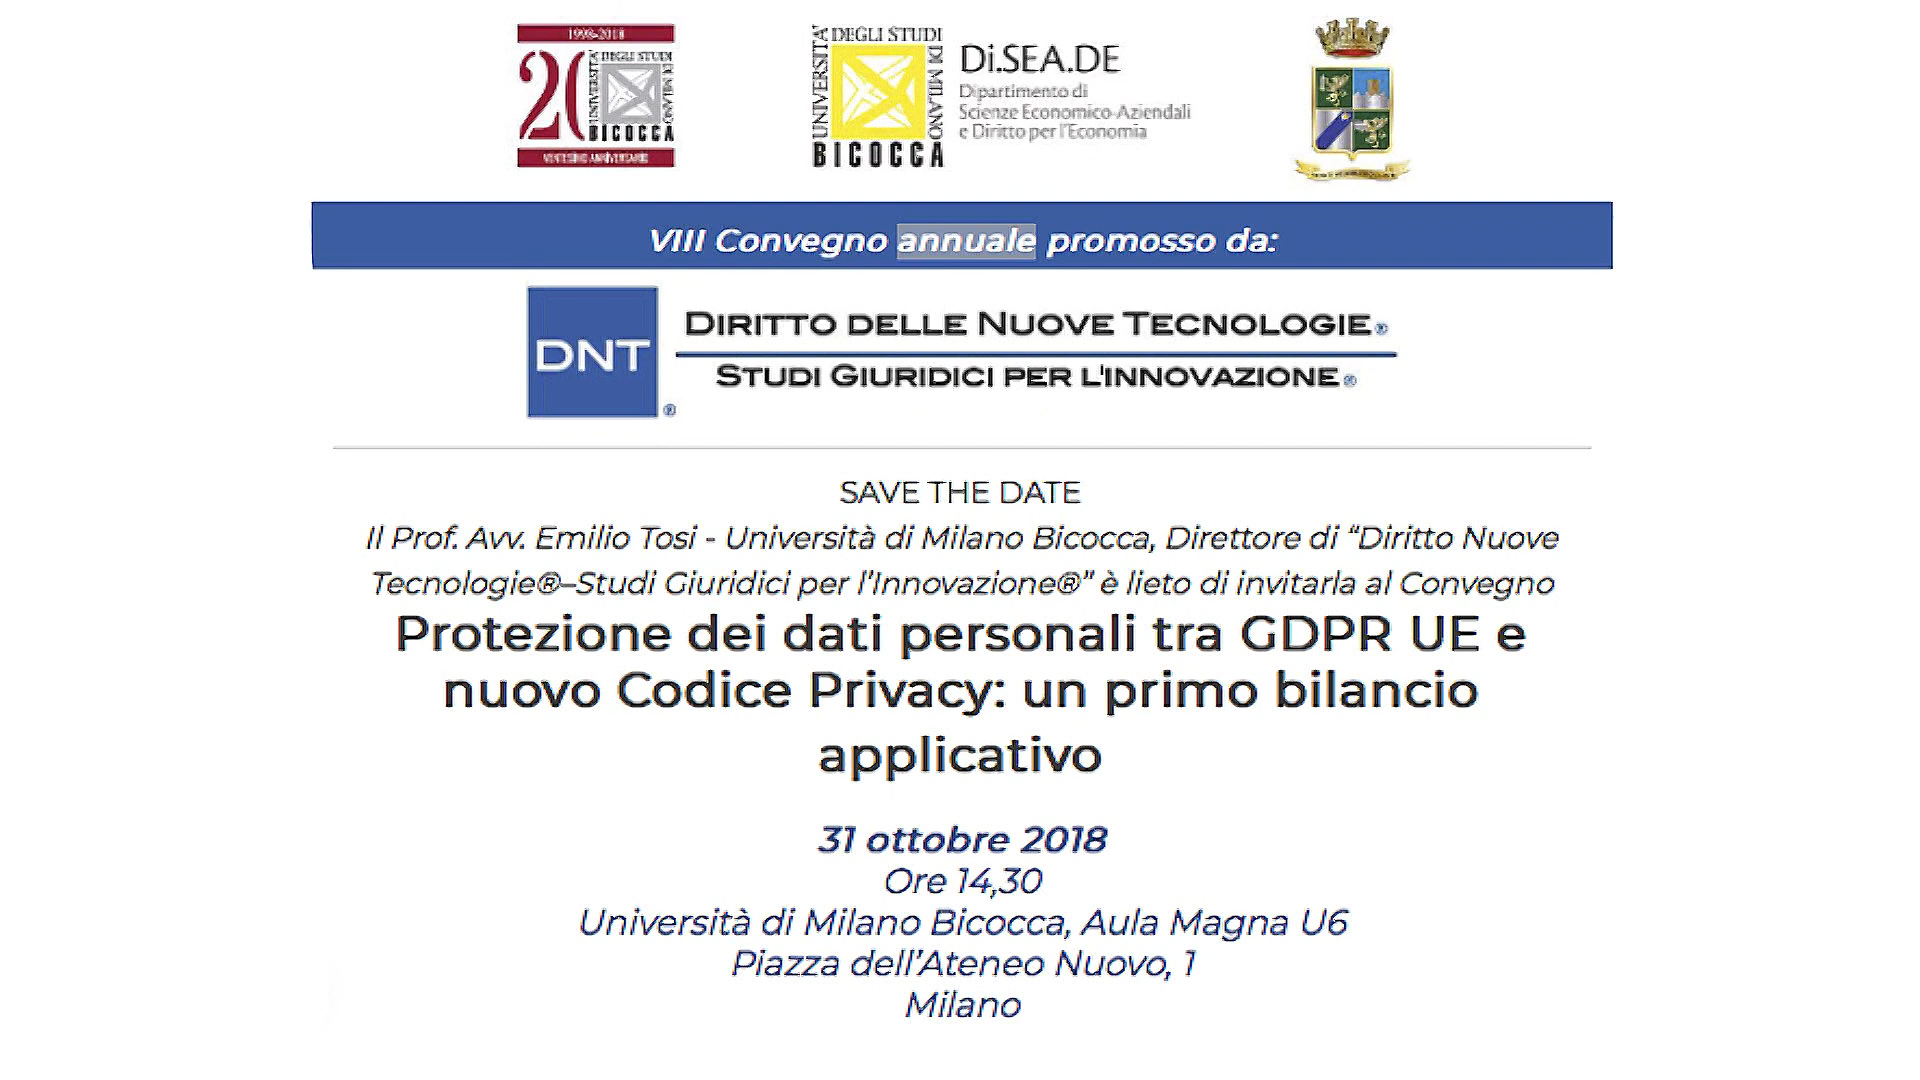 1998-2018
20
UNIVERSITÀ
DEGLI STUDI
DI MILANO
BICOCCA
VENTESIMO ANNIVERSARIO
UNIVERSITÀ
DEGLI STUDI
DI MILANO
BICOCCA
Di.SEA.DE
Dipartimento di
Scienze Economico-Aziendali
e Diritto per l'Economia
VIII Convegno annuale promosso da:
DNT®
DIRITTO DELLE NUOVE TECNOLOGIE®
STUDI GIURIDICI PER L'INNOVAZIONE®
SAVE THE DATE
Il Prof. Avv. Emilio Tosi - Università di Milano Bicocca, Direttore di “Diritto Nuove
Tecnologie®–Studi Giuridici per l’Innovazione®” è lieto di invitarla al Convegno
Protezione dei dati personali tra GDPR UE e
nuovo Codice Privacy: un primo bilancio
applicativo
31 ottobre 2018
Ore 14,30
Università di Milano Bicocca, Aula Magna U6
Piazza dell’Ateneo Nuovo, 1
Milano